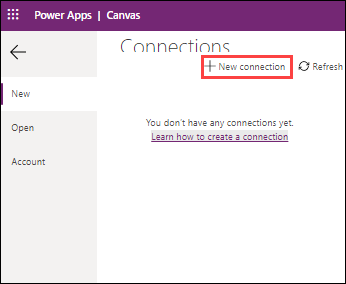 Power Apps | Canvas
Connections
New connection
Refresh
New
You don't have any connections yet.
Open
Learn how to create a connection
Account